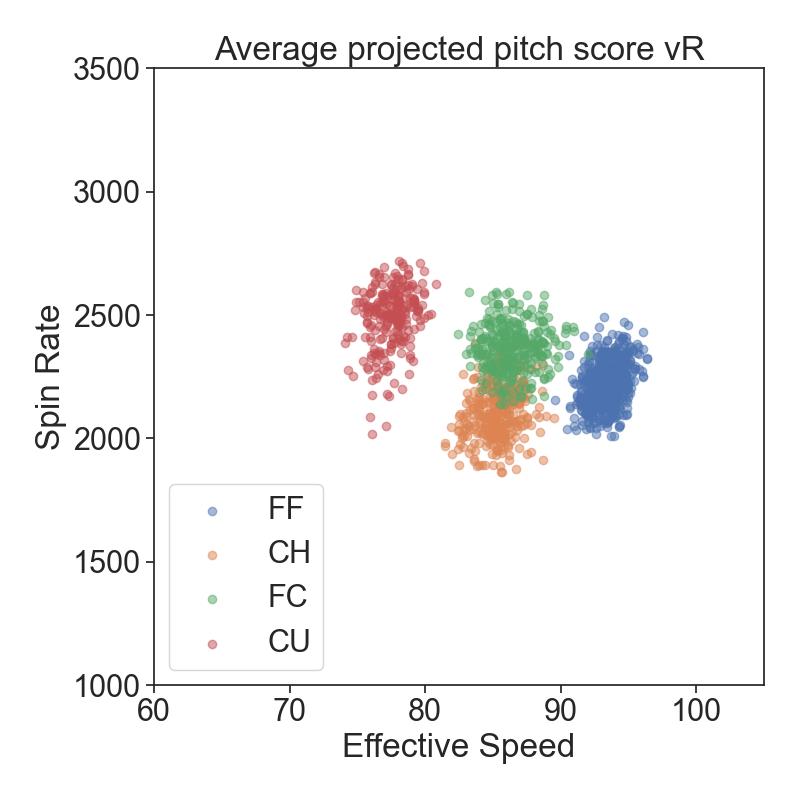 Average projected pitch score vR
3500
3000
2500
2000
1500
1000
Spin Rate
FF
CH
FC
CU
60 70 80 90 100
Effective Speed